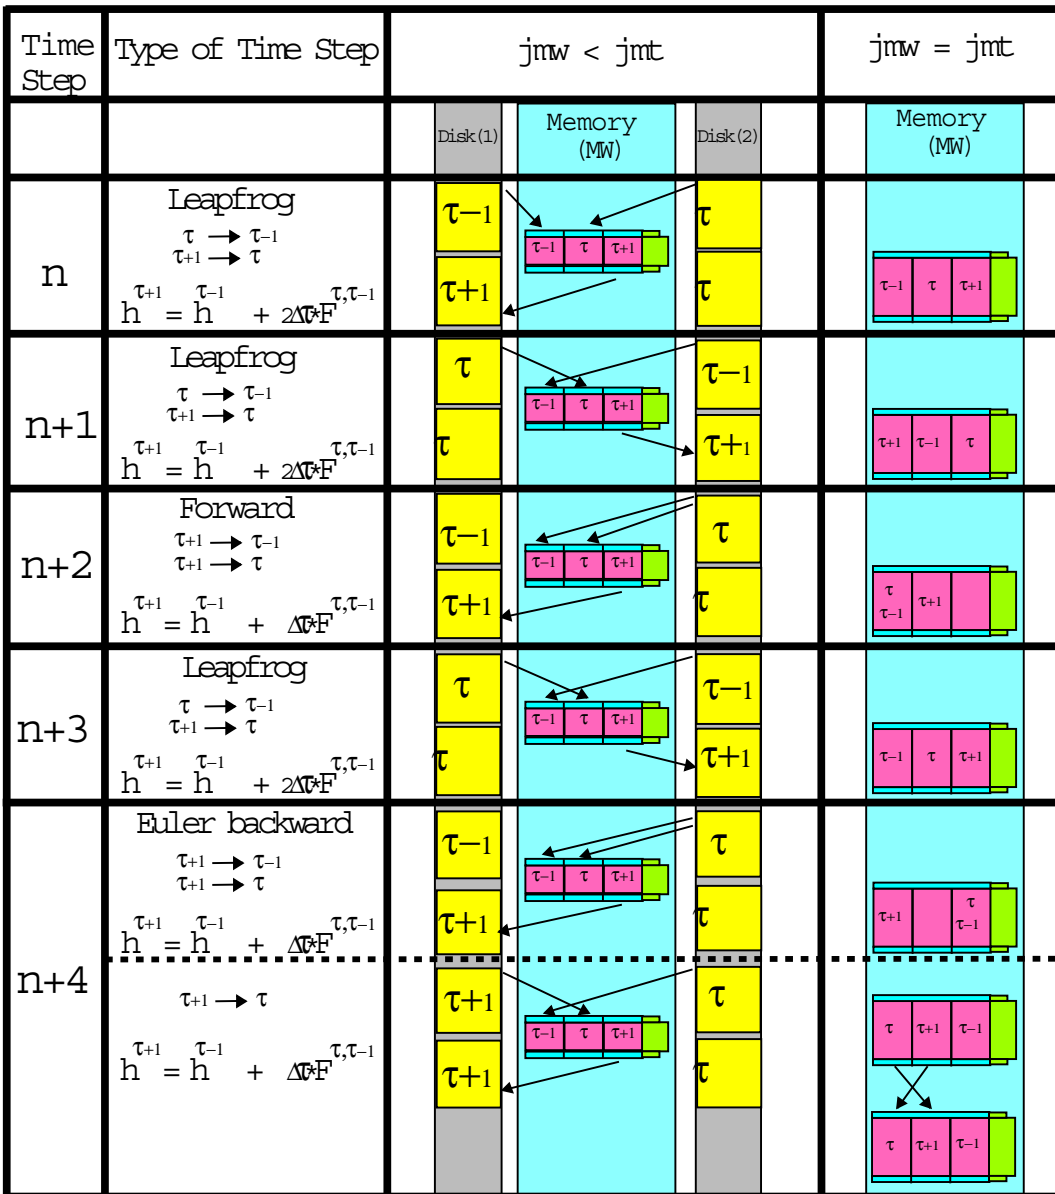 Time Step
Type of Time Step
jmw < jmt
jmw = jmt
Disk(1)
Memory (MW)
Disk(2)
Memory (MW)
n
Leapfrog
τ → τ−1
τ+1 → τ
h^τ+1 = h^τ−1 + 2Δτ*F^τ,τ−1
τ−1
τ+1
τ−1 τ τ+1
τ
τ
τ−1 τ τ+1
n+1
Leapfrog
τ → τ−1
τ+1 → τ
h^τ+1 = h^τ−1 + 2Δτ*F^τ,τ−1
τ
τ
τ−1 τ τ+1
τ−1
τ+1
τ+1 τ−1 τ
n+2
Forward
τ+1 → τ−1
τ+1 → τ
h^τ+1 = h^τ−1 + Δτ*F^τ,τ−1
τ−1
τ+1
τ−1 τ τ+1
τ
τ
τ
τ−1 τ+1
n+3
Leapfrog
τ → τ−1
τ+1 → τ
h^τ+1 = h^τ−1 + 2Δτ*F^τ,τ−1
τ
τ
τ−1 τ τ+1
τ−1
τ+1
τ−1 τ τ+1
n+4
Euler backward
τ+1 → τ−1
τ+1 → τ
h^τ+1 = h^τ−1 + Δτ*F^τ,τ−1
τ−1
τ+1
τ−1 τ τ+1
τ
τ
τ+1 τ
τ−1
τ+1 → τ
h^τ+1 = h^τ−1 + Δτ*F^τ,τ−1
τ+1
τ+1
τ−1 τ τ+1
τ
τ
τ τ+1 τ−1
τ τ+1 τ−1